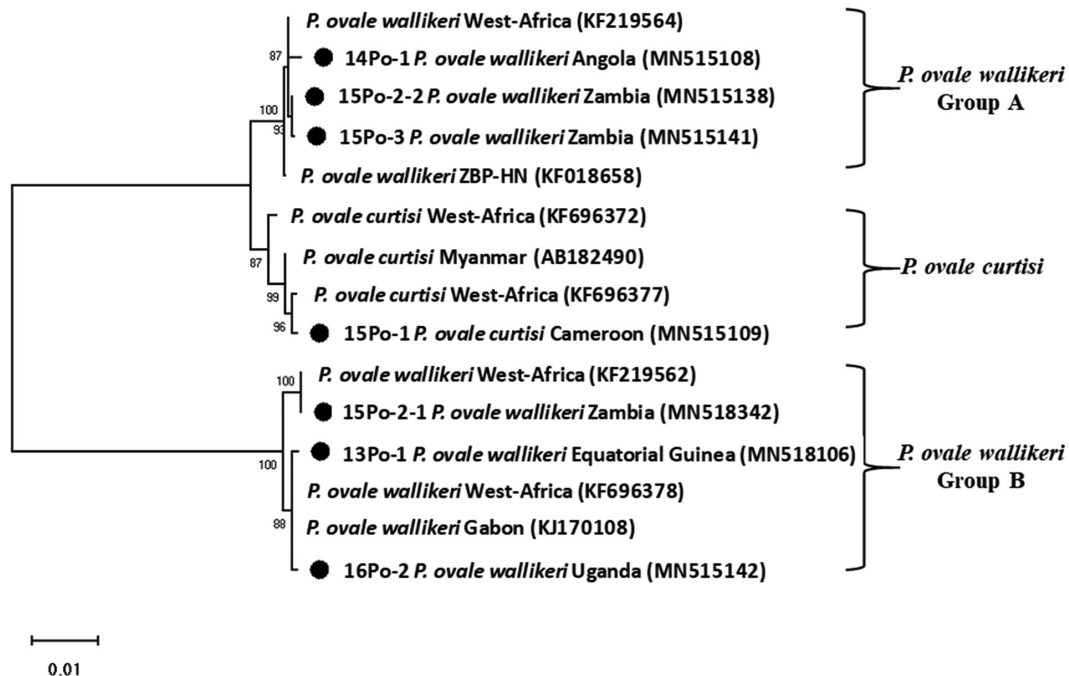 P. ovale wallikeri West-Africa (KF219564)
87
14Po-1 P. ovale wallikeri Angola (MN515108)
P. ovale wallikeri
Group A
15Po-2-2 P. ovale wallikeri Zambia (MN515138)
100
93
15Po-3 P. ovale wallikeri Zambia (MN515141)
P. ovale wallikeri ZBP-HN (KF018658)
P. ovale curtisi West-Africa (KF696372)
87
P. ovale curtisi Myanmar (AB182490)
P. ovale curtisi
99
P. ovale curtisi West-Africa (KF696377)
96
15Po-1 P. ovale curtisi Cameroon (MN515109)
P. ovale wallikeri West-Africa (KF219562)
100
15Po-2-1 P. ovale wallikeri Zambia (MN518342)
13Po-1 P. ovale wallikeri Equatorial Guinea (MN518106)
P. ovale wallikeri
Group B
100
P. ovale wallikeri West-Africa (KF696378)
88
P. ovale wallikeri Gabon (KJ170108)
16Po-2 P. ovale wallikeri Uganda (MN515142)
0.01